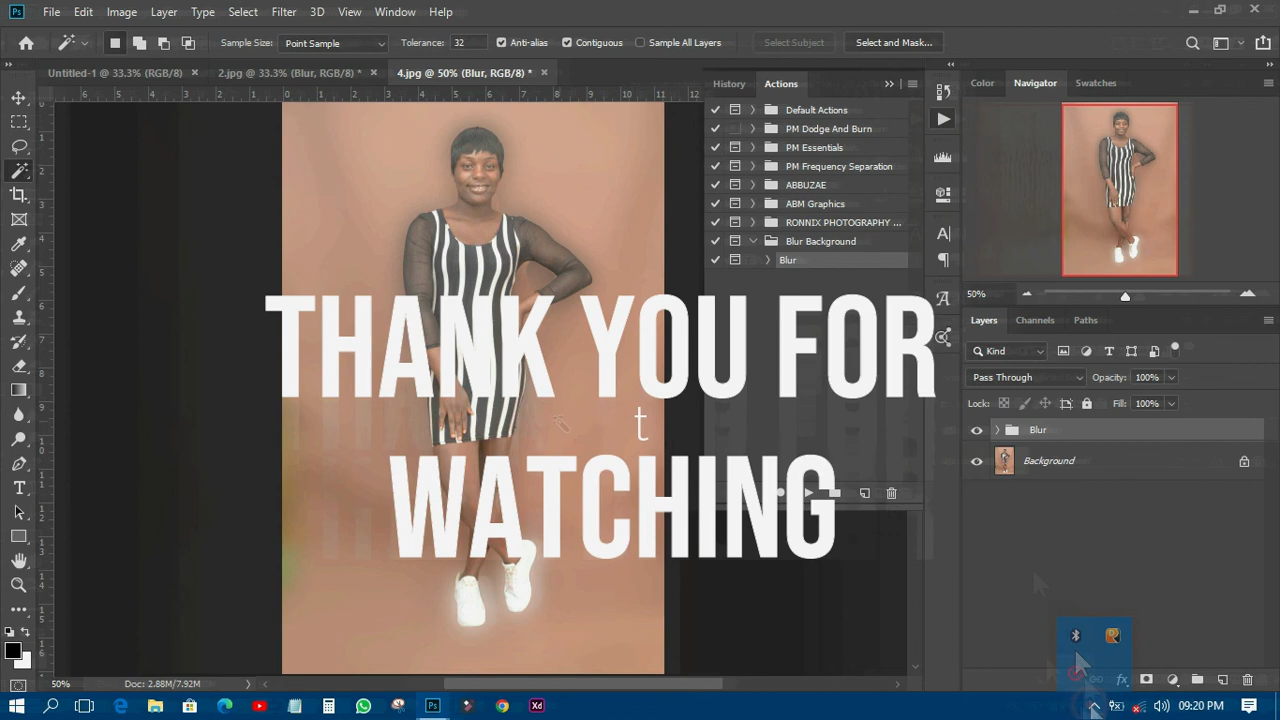 File Edit Image Layer Type Select Filter 3D View Window Help
Sample Size: Point Sample Tolerance: 32 Anti-alias Contiguous Sample All Layers Select Subject Select and Mask...
Untitled-1 @ 33.3% (RGB/8) 2.jpg @ 33.3% (Blur, RGB/8) * 4.jpg @ 50% (Blur, RGB/8) *
History Actions
Default Actions
PM Dodge And Burn
PM Essentials
PM Frequency Separation
ABBUZAE
ABM Graphics
RONNIX PHOTOGRAPHY ...
Blur Background
Blur
Color Navigator Swatches
50%
Layers Channels Paths
Kind
Pass Through Opacity: 100%
Lock: Fill: 100%
Blur
Background
THANK YOU FOR
t
WATCHING
50% Doc: 2.88M/7.92M
09:20 PM